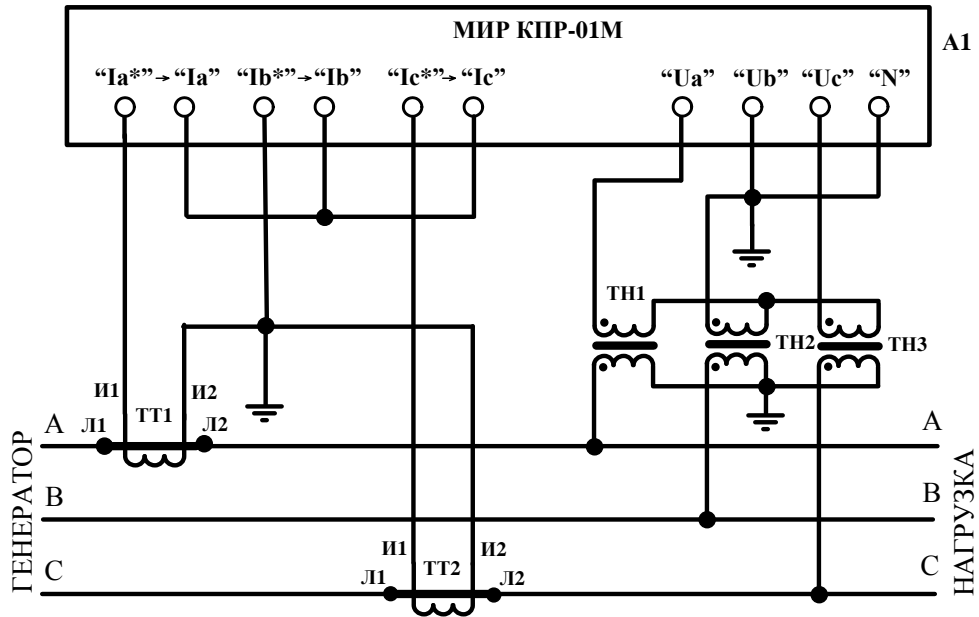 МИР КПР-01М
А1
“Ia*”→“Ia” “Ib*”→“Ib” “Ic*”→“Ic” “Ua” “Ub” “Uc” “N”
ТН1
ТН2 ТН3
И1 И2
Л1 ТТ1 Л2
А А
В В
И1 И2
Л1 ТТ2 Л2
С С
ГЕНЕРАТОР
НАГРУЗКА